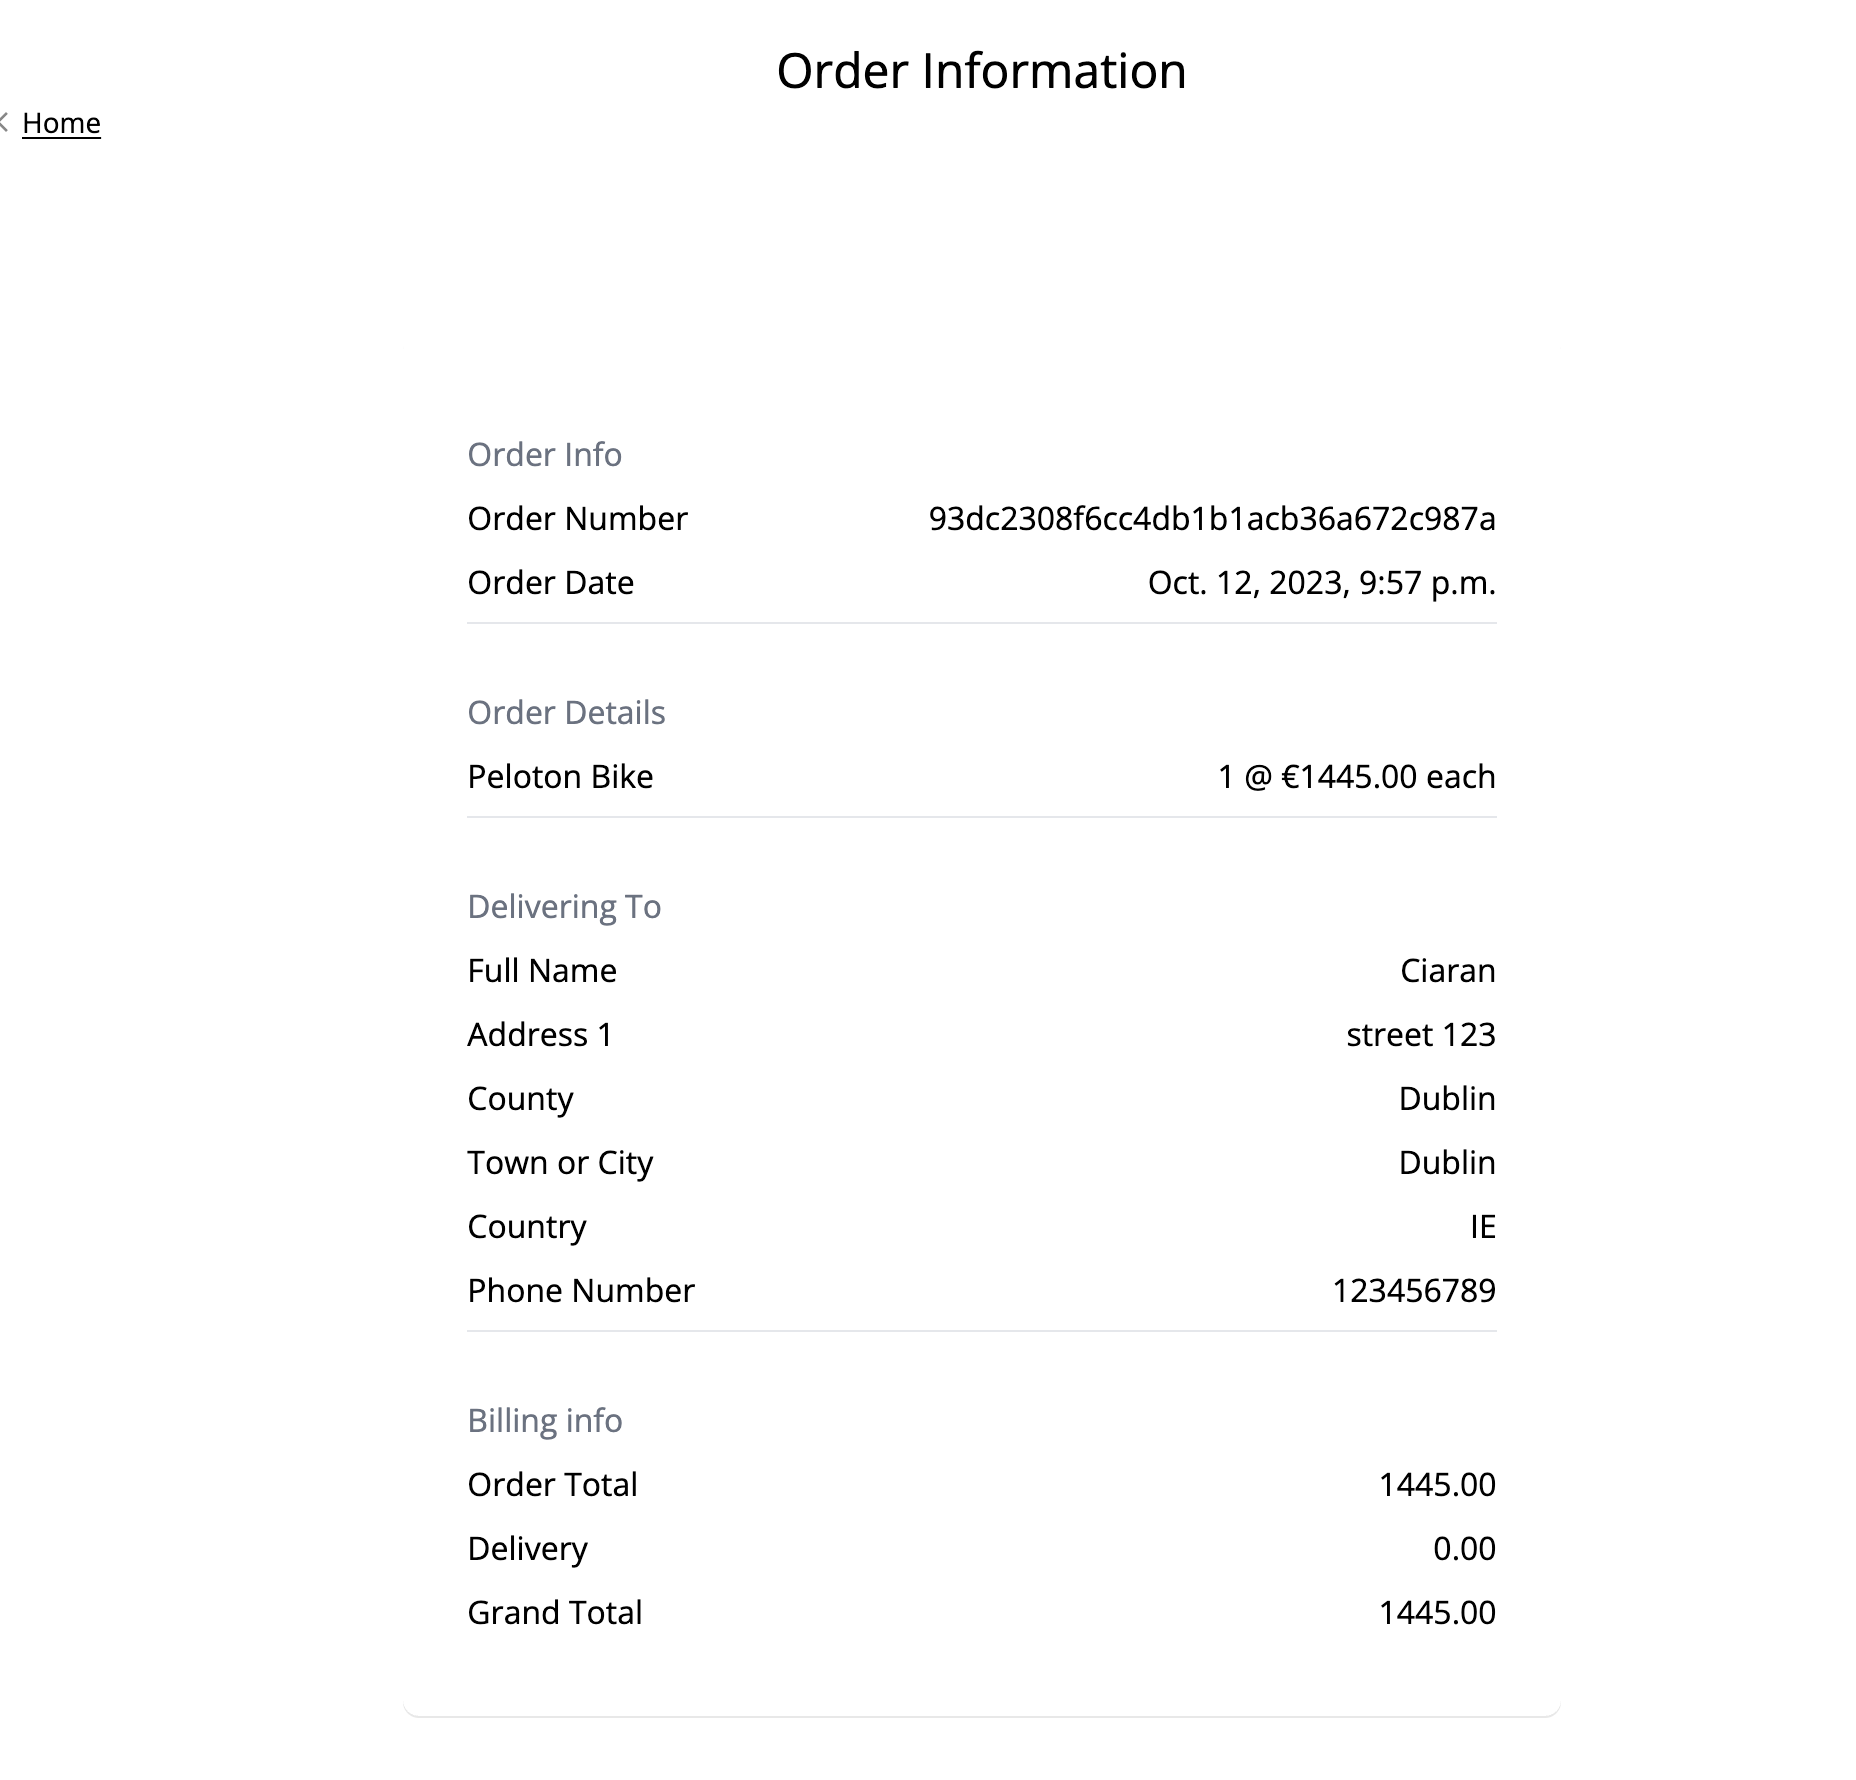 Order Information
Home
Order Info
Order Number 93dc2308f6cc4db1b1acb36a672c987a
Order Date Oct. 12, 2023, 9:57 p.m.
Order Details
Peloton Bike 1 @ €1445.00 each
Delivering To
Full Name Ciaran
Address 1 street 123
County Dublin
Town or City Dublin
Country IE
Phone Number 123456789
Billing info
Order Total 1445.00
Delivery 0.00
Grand Total 1445.00